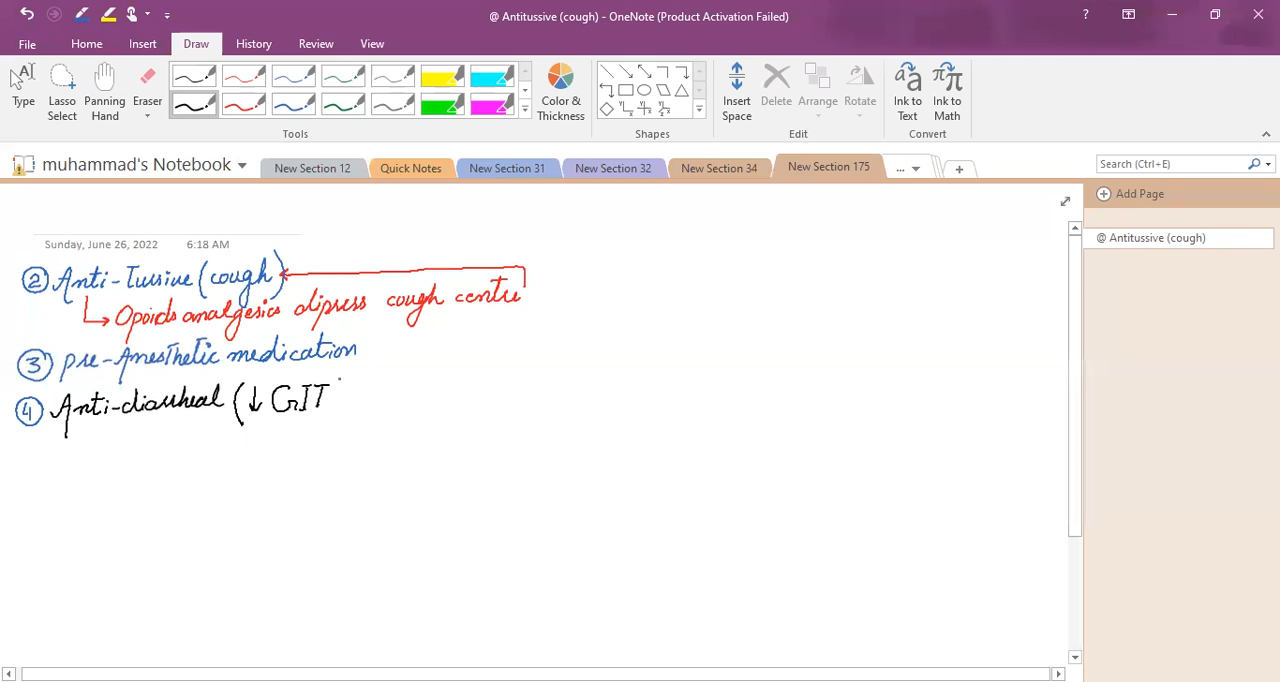 @ Antitussive (cough) - OneNote (Product Activation Failed)
?
File Home Insert Draw History Review View
Type
Lasso Select
Panning Hand
Eraser
Color & Thickness
Insert Space
Delete
Arrange
Rotate
Ink to Text
Ink to Math
Tools
Shapes
Edit
Convert
muhammad's Notebook
New Section 12 Quick Notes New Section 31 New Section 32 New Section 34 New Section 175 ...
Search (Ctrl+E)
Add Page
@ Antitussive (cough)
Sunday, June 26, 2022 6:18 AM
② Anti-Tussive (cough)
Opoids analgesics dipress cough centre
③ pre-Anesthetic medication
④ Anti-diarrheal (↓ GIT